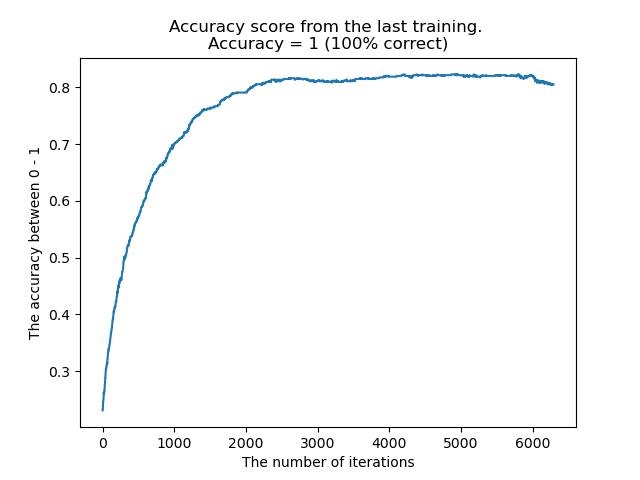 Accuracy score from the last training.
Accuracy = 1 (100% correct)
0.8
0.7
0.6
0.5
0.4
0.3
The accuracy between 0 - 1
0 1000 2000 3000 4000 5000 6000
The number of iterations